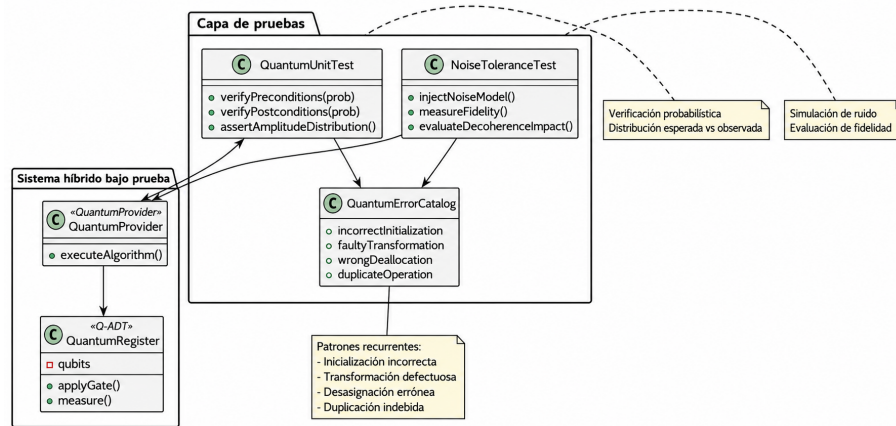 Capa de pruebas
C QuantumUnitTest
verifyPreconditions(prob)
verifyPostconditions(prob)
assertAmplitudeDistribution()
C NoiseToleranceTest
injectNoiseModel()
measureFidelity()
evaluateDecoherenceImpact()
Verificación probabilística
Distribución esperada vs observada
Simulación de ruido
Evaluación de fidelidad
Sistema híbrido bajo prueba
«QuantumProvider»
C QuantumProvider
executeAlgorithm()
C QuantumErrorCatalog
incorrectInitialization
faultyTransformation
wrongDeallocation
duplicateOperation
«Q-ADT»
C QuantumRegister
qubits
applyGate()
measure()
Patrones recurrentes:
- Inicialización incorrecta
- Transformación defectuosa
- Desasignación errónea
- Duplicación indebida